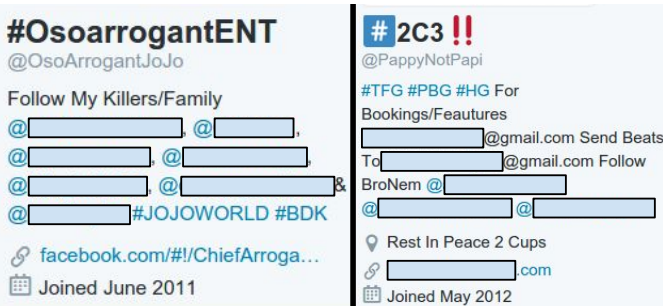 #OsoarrogantENT
@OsoArrogantJoJo
Follow My Killers/Family
@ , @ ,
@ , @ ,
@ , @ &
@ #JOJOWORLD #BDK
facebook.com/#!/ChiefArroga…
Joined June 2011
#️⃣ 2C3 ‼️
@PappyNotPapi
#TFG #PBG #HG For
Bookings/Feautures
@gmail.com Send Beats
To @gmail.com Follow
BroNem @
@ @
Rest In Peace 2 Cups
.com
Joined May 2012